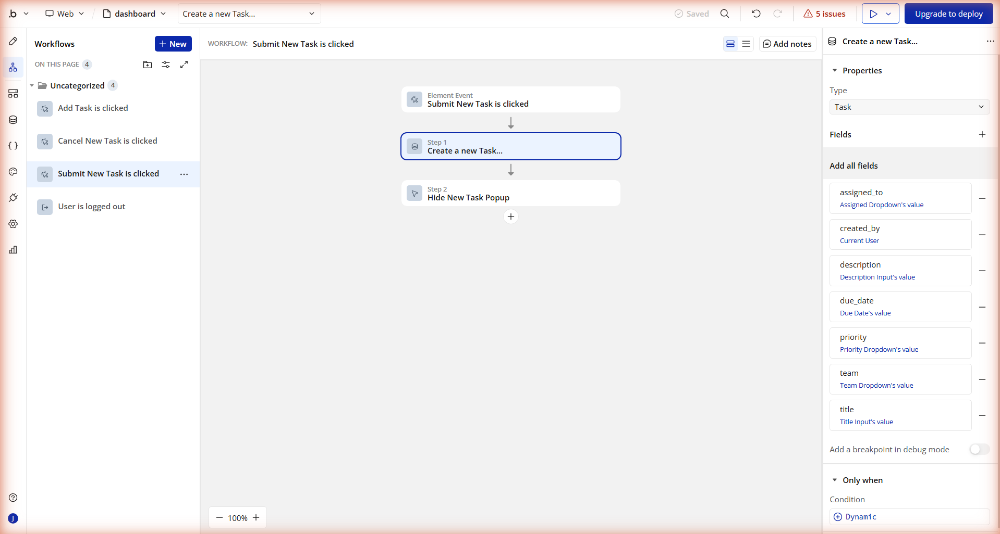 .b
Web
dashboard
Create a new Task...
Saved
5 issues
Upgrade to deploy
Workflows
New
ON THIS PAGE 4
Uncategorized 4
Add Task is clicked
Cancel New Task is clicked
Submit New Task is clicked
User is logged out
J
WORKFLOW: Submit New Task is clicked
Add notes
Element Event
Submit New Task is clicked
Step 1
Create a new Task...
Step 2
Hide New Task Popup
100%
Create a new Task...
Properties
Type
Task
Fields
Add all fields
assigned_to
Assigned Dropdown's value
created_by
Current User
description
Description Input's value
due_date
Due Date's value
priority
Priority Dropdown's value
team
Team Dropdown's value
title
Title Input's value
Add a breakpoint in debug mode
Only when
Condition
Dynamic